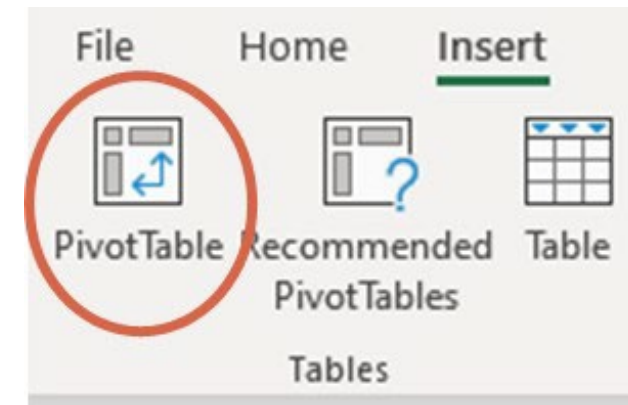 File Home Insert
PivotTable Recommended Table
PivotTables
Tables